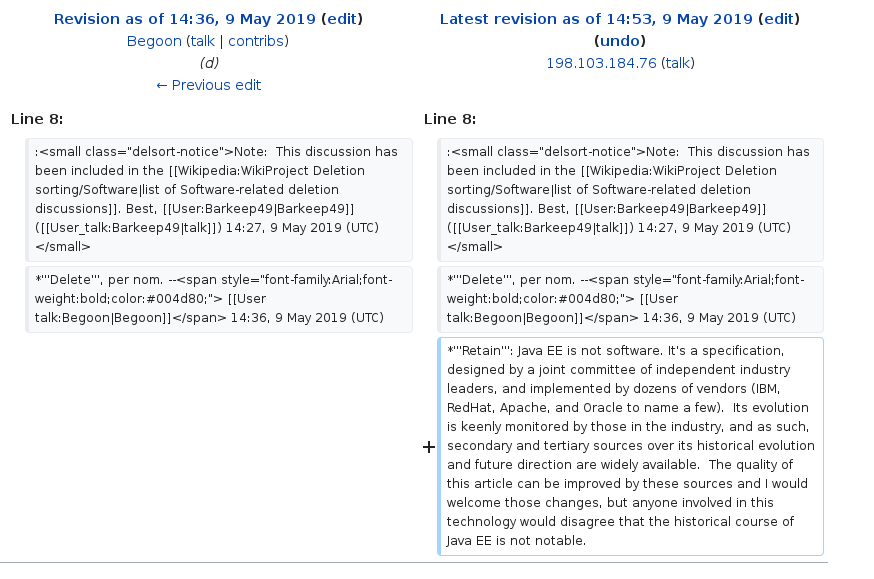 Revision as of 14:36, 9 May 2019 (edit)
Begoon (talk | contribs)
(d)
← Previous edit
Latest revision as of 14:53, 9 May 2019 (edit)
(undo)
198.103.184.76 (talk)
Line 8:
Line 8:
:<small class="delsort-notice">Note:  This discussion has
been included in the [[Wikipedia:WikiProject Deletion
sorting/Software|list of Software-related deletion
discussions]]. Best, [[User:Barkeep49|Barkeep49]]
([[User_talk:Barkeep49|talk]]) 14:27, 9 May 2019 (UTC)
</small>
:<small class="delsort-notice">Note:  This discussion has
been included in the [[Wikipedia:WikiProject Deletion
sorting/Software|list of Software-related deletion
discussions]]. Best, [[User:Barkeep49|Barkeep49]]
([[User_talk:Barkeep49|talk]]) 14:27, 9 May 2019 (UTC)
</small>
*'''Delete''', per nom. --<span style="font-family:Arial;font-
weight:bold;color:#004d80;"> [[User
talk:Begoon|Begoon]]</span> 14:36, 9 May 2019 (UTC)
*'''Delete''', per nom. --<span style="font-family:Arial;font-
weight:bold;color:#004d80;"> [[User
talk:Begoon|Begoon]]</span> 14:36, 9 May 2019 (UTC)
+
*'''Retain''': Java EE is not software. It's a specification,
designed by a joint committee of independent industry
leaders, and implemented by dozens of vendors (IBM,
RedHat, Apache, and Oracle to name a few).  Its evolution
is keenly monitored by those in the industry, and as such,
secondary and tertiary sources over its historical evolution
and future direction are widely available.  The quality of
this article can be improved by these sources and I would
welcome those changes, but anyone involved in this
technology would disagree that the historical course of
Java EE is not notable.